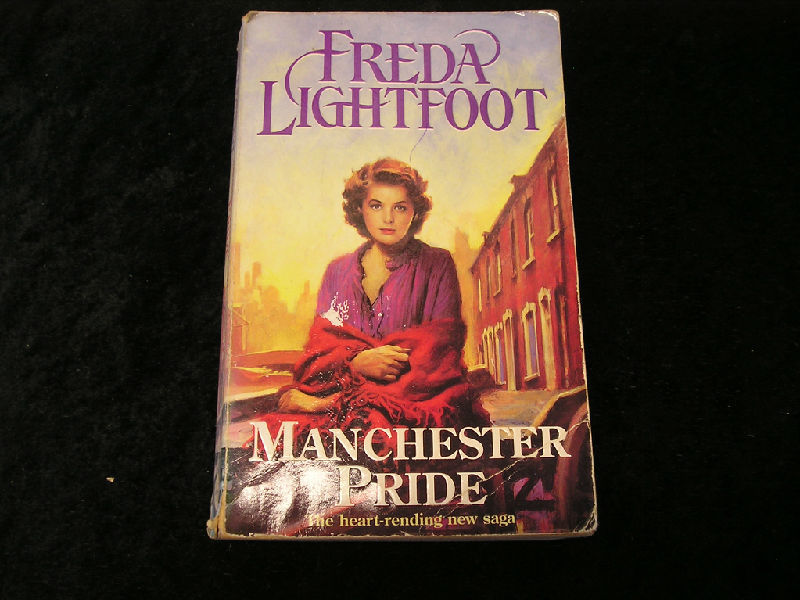 FREDA
LIGHTFOOT
MANCHESTER
PRIDE
The heart-rending new saga